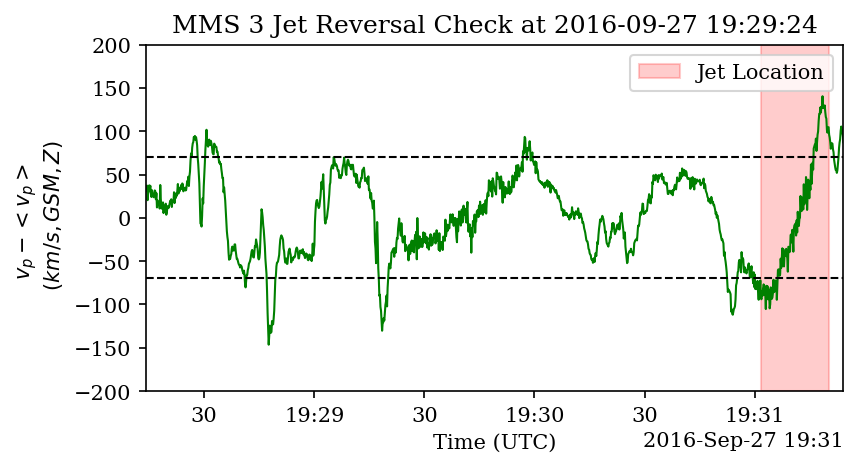 MMS 3 Jet Reversal Check at 2016-09-27 19:29:24
Jet Location
v_p - < v_p >
(km/s, GSM, Z)
200
150
100
50
0
−50
−100
−150
−200
30
19:29
30
19:30
30
19:31
Time (UTC)
2016-Sep-27 19:31